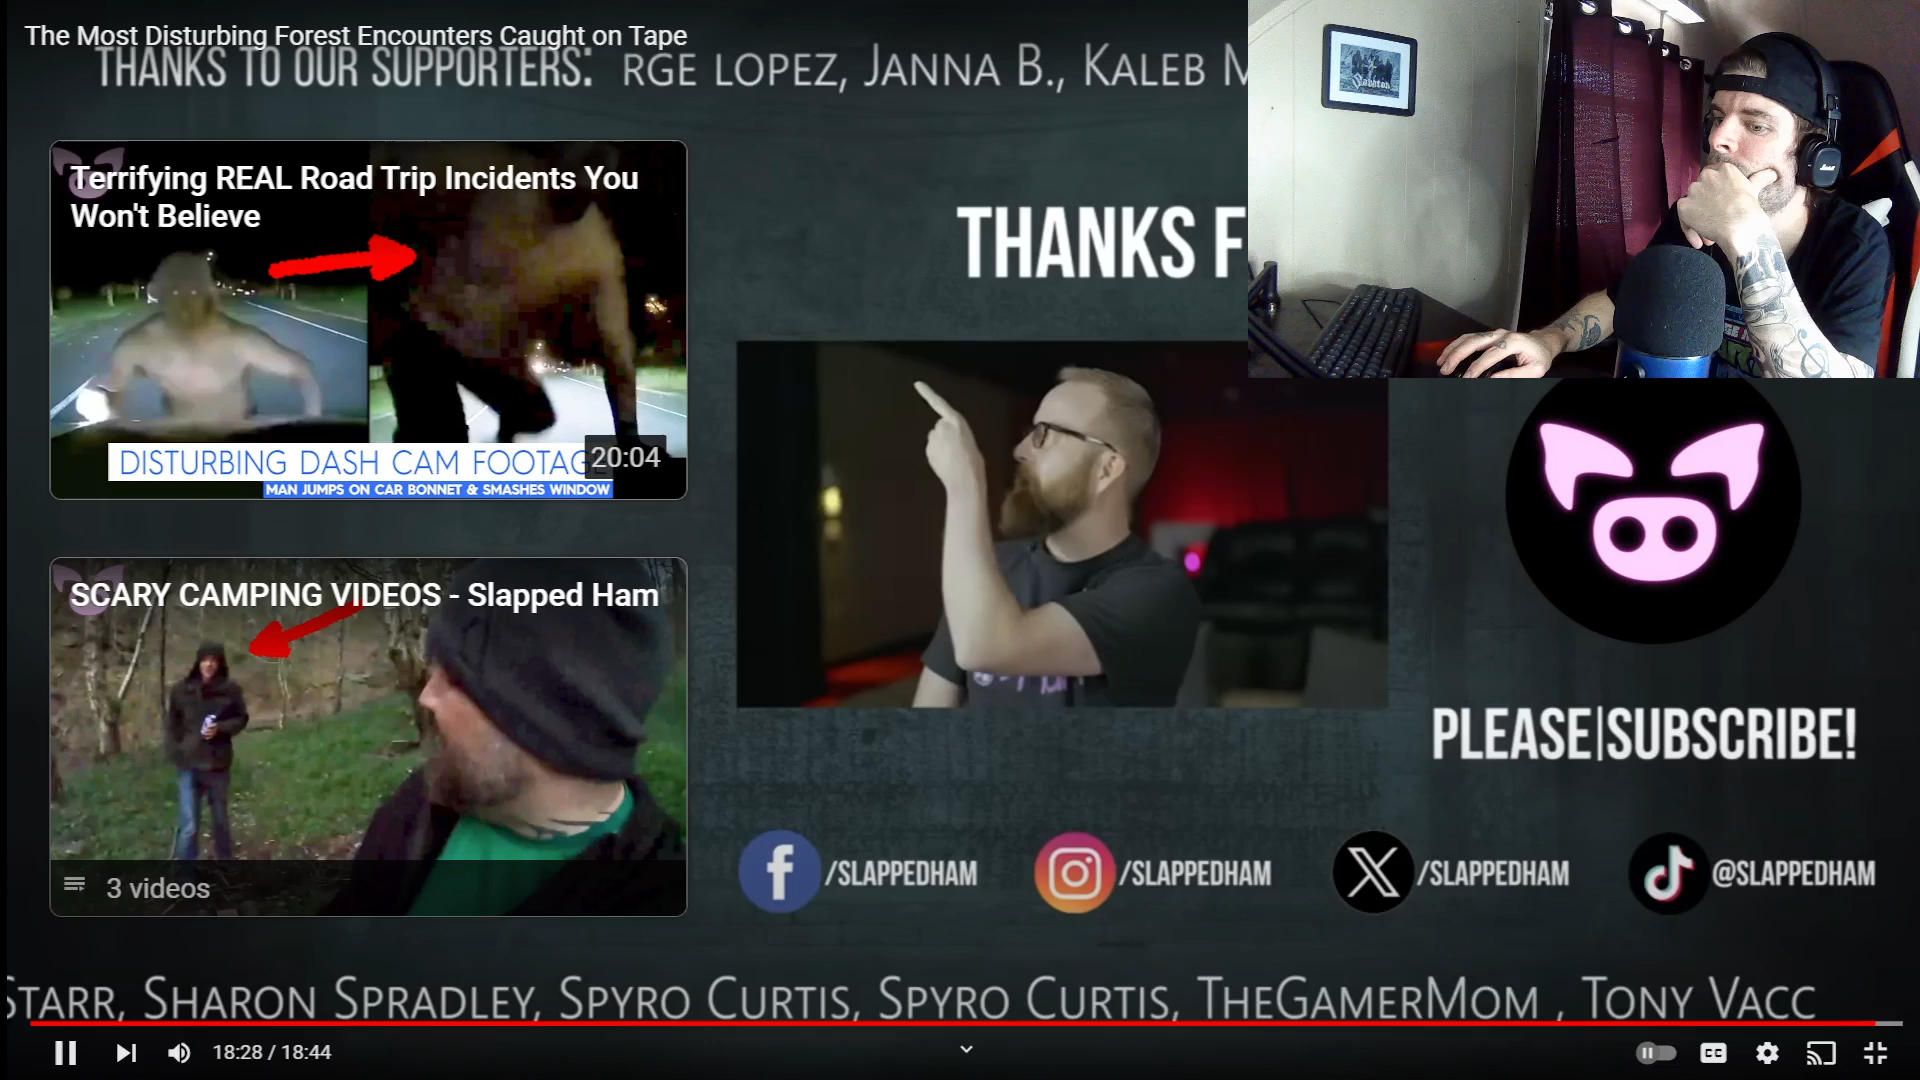 The Most Disturbing Forest Encounters Caught on Tape
THANKS TO OUR SUPPORTERS: RGE LOPEZ, JANNA B., KALEB M
Terrifying REAL Road Trip Incidents You
Won't Believe
DISTURBING DASH CAM FOOTAG
20:04
MAN JUMPS ON CAR BONNET & SMASHES WINDOW
THANKS F
Sabaton
Marshall
SCARY CAMPING VIDEOS - Slapped Ham
3 videos
PLEASE|SUBSCRIBE!
/SLAPPEDHAM
/SLAPPEDHAM
/SLAPPEDHAM
@SLAPPEDHAM
STARR, SHARON SPRADLEY, SPYRO CURTIS, SPYRO CURTIS, THEGAMERMOM , TONY VACC
18:28 / 18:44
CC